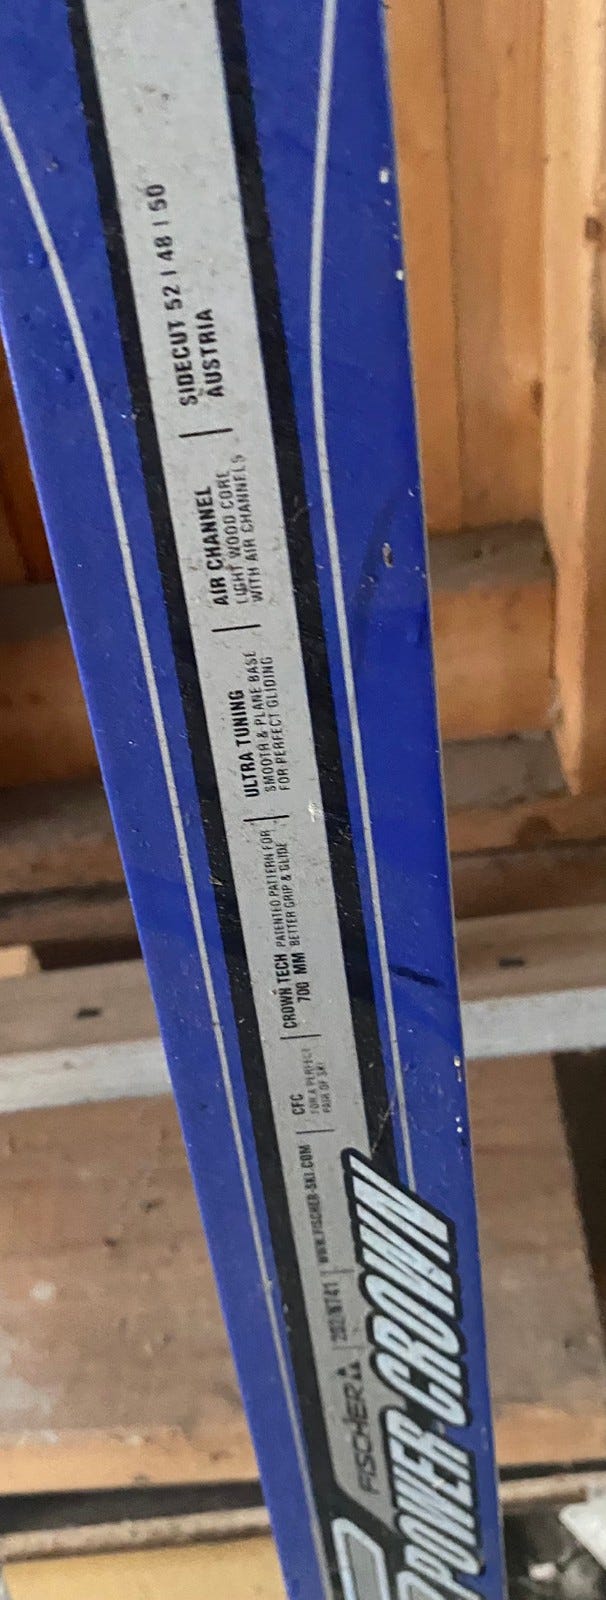 POWER CROWN
FISCHER
202/N741
WWW.FISCHER-SKI.COM
CFC
FOR A PERFECT
PAIR OF SKI
CROWN TECH PATENTED PATTERN FOR
700 MM BETTER GRIP & GLIDE
ULTRA TUNING
SMOOTH & PLANE BASE
FOR PERFECT GLIDING
AIR CHANNEL
LIGHT WOOD CORE
WITH AIR CHANNELS
SIDECUT 52 | 48 | 50
AUSTRIA